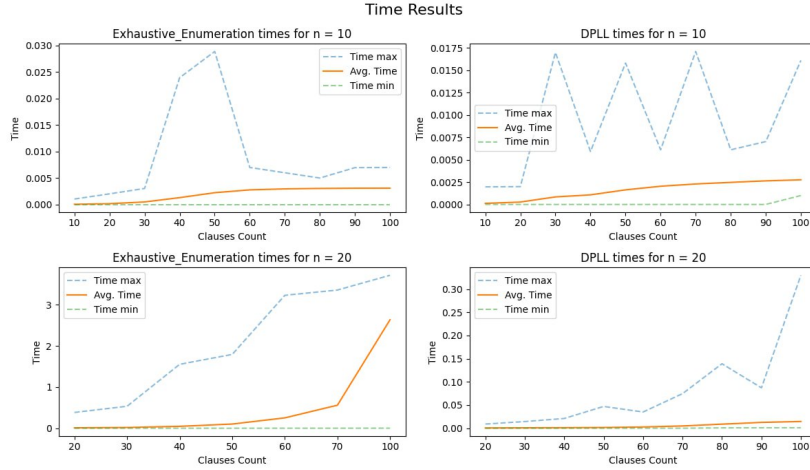 Time Results
Exhaustive_Enumeration times for n = 10
Time
0.030
0.025
0.020
0.015
0.010
0.005
0.000
Time max
Avg. Time
Time min
10 20 30 40 50 60 70 80 90 100
Clauses Count
DPLL times for n = 10
Time
0.0175
0.0150
0.0125
0.0100
0.0075
0.0050
0.0025
0.0000
Time max
Avg. Time
Time min
10 20 30 40 50 60 70 80 90 100
Clauses Count
Exhaustive_Enumeration times for n = 20
Time
3
2
1
0
Time max
Avg. Time
Time min
20 30 40 50 60 70 100
Clauses Count
DPLL times for n = 20
Time
0.30
0.25
0.20
0.15
0.10
0.05
0.00
Time max
Avg. Time
Time min
20 30 40 50 60 70 80 90 100
Clauses Count